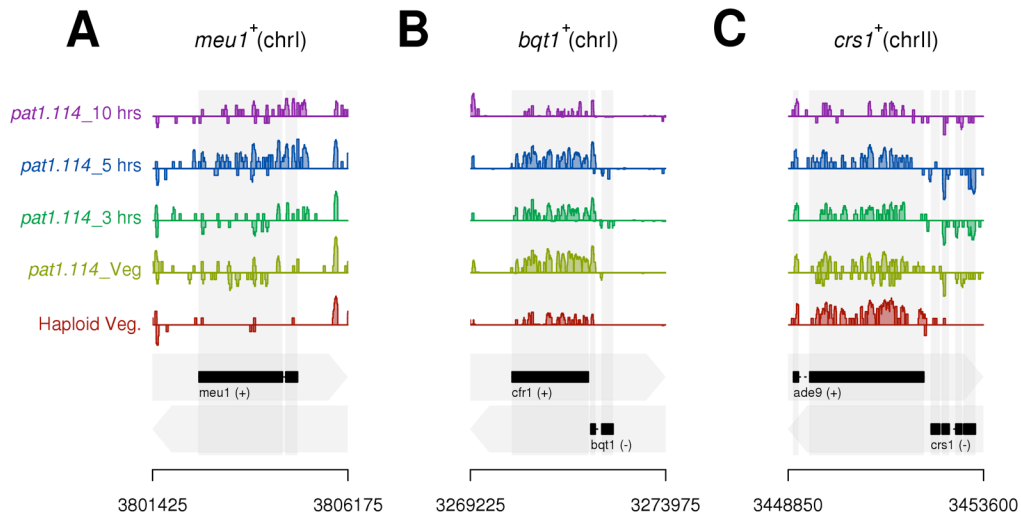 A
meu1+(chrI)
B
bqt1+(chrI)
C
crs1+(chrII)
pat1.114_10 hrs
pat1.114_5 hrs
pat1.114_3 hrs
pat1.114_Veg
Haploid Veg.
meu1 (+)
cfr1 (+)
ade9 (+)
bqt1 (-)
crs1 (-)
3801425
3806175
3269225
3273975
3448850
3453600